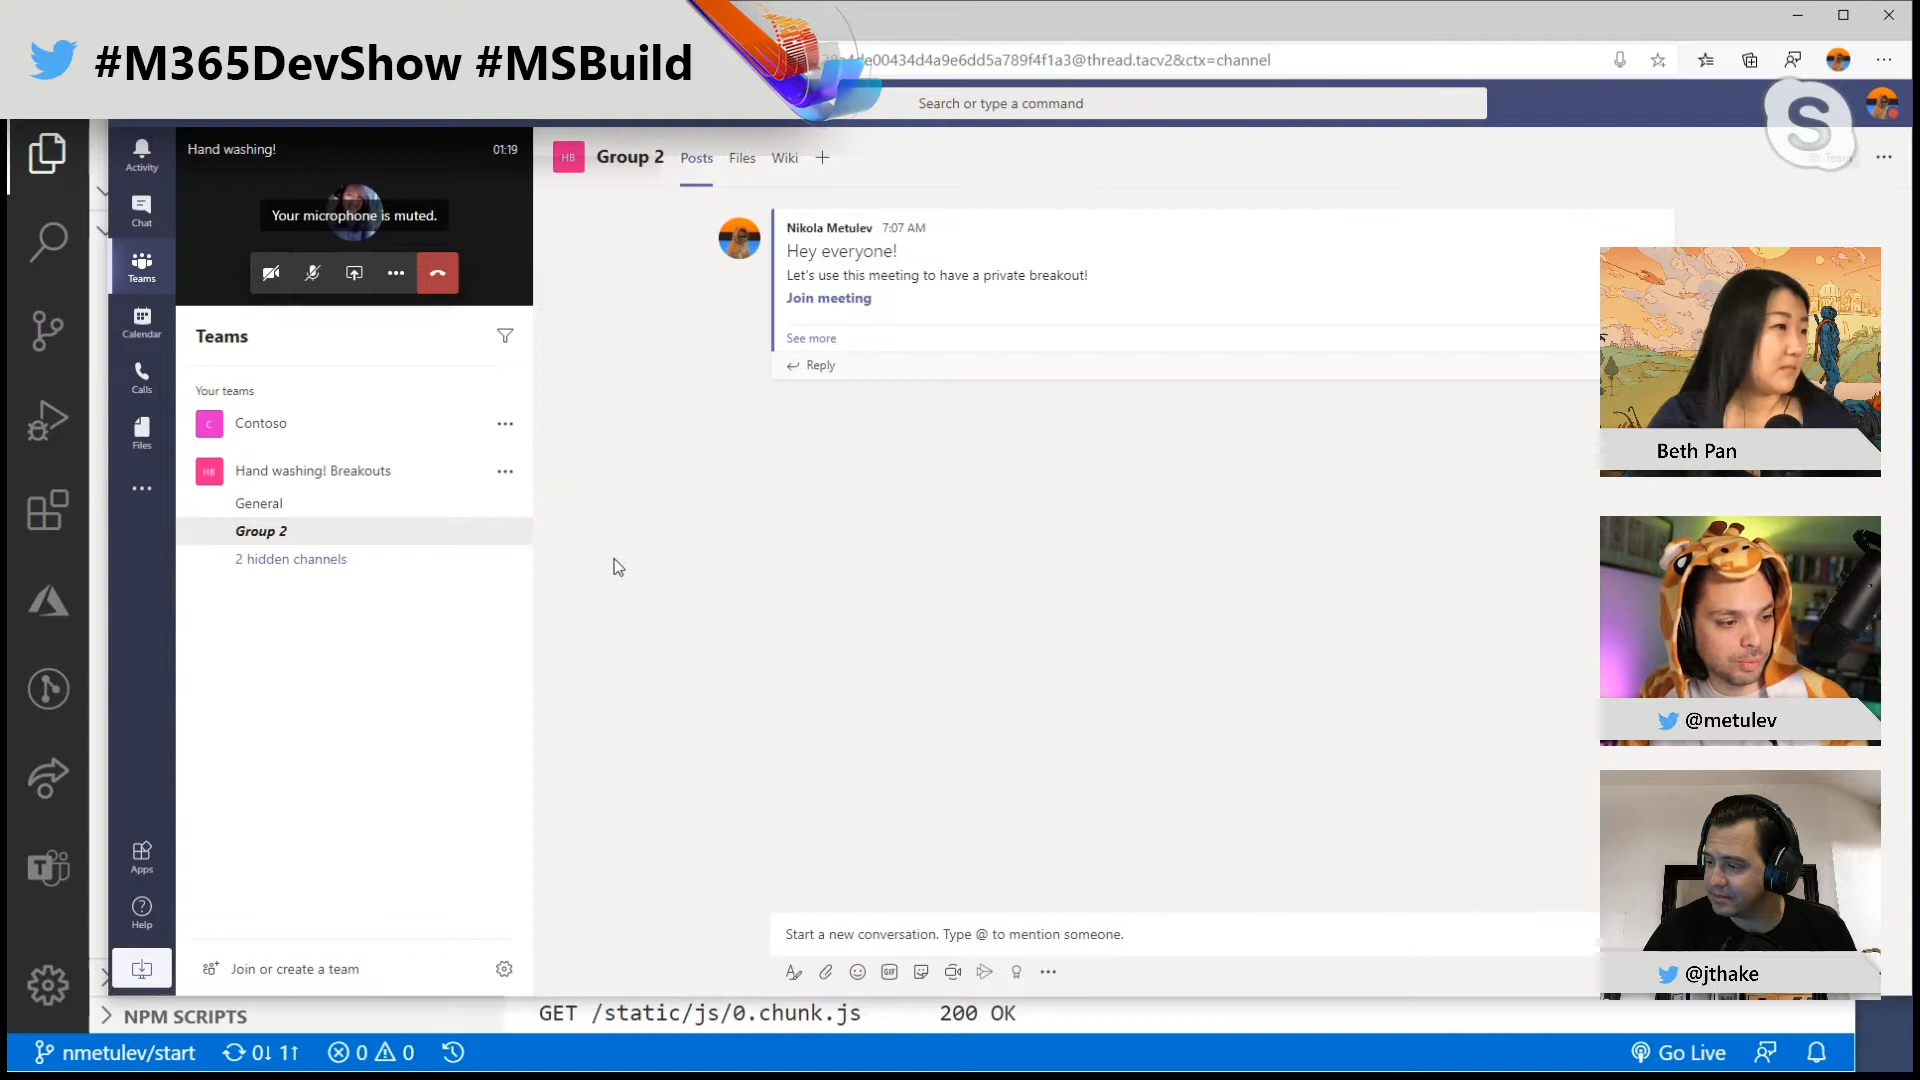 #M365DevShow #MSBuild
00434d4a9e6dd5a789f4f1a3@thread.tacv2&ctx=channel
Search or type a command
S
Activity
Chat
Teams
Calendar
Calls
Files
Apps
Help
Hand washing!
01:19
Your microphone is muted.
Teams
Your teams
C
Contoso
HB
Hand washing! Breakouts
General
Group 2
2 hidden channels
Join or create a team
HB
Group 2
Posts
Files
Wiki
Team
Nikola Metulev 7:07 AM
Hey everyone!
Let's use this meeting to have a private breakout!
Join meeting
See more
Reply
Start a new conversation. Type @ to mention someone.
GIF
Beth Pan
@metulev
@jthake
NPM SCRIPTS
GET /static/js/0.chunk.js 200 OK
nmetulev/start
0↓ 1↑
0
0
Go Live